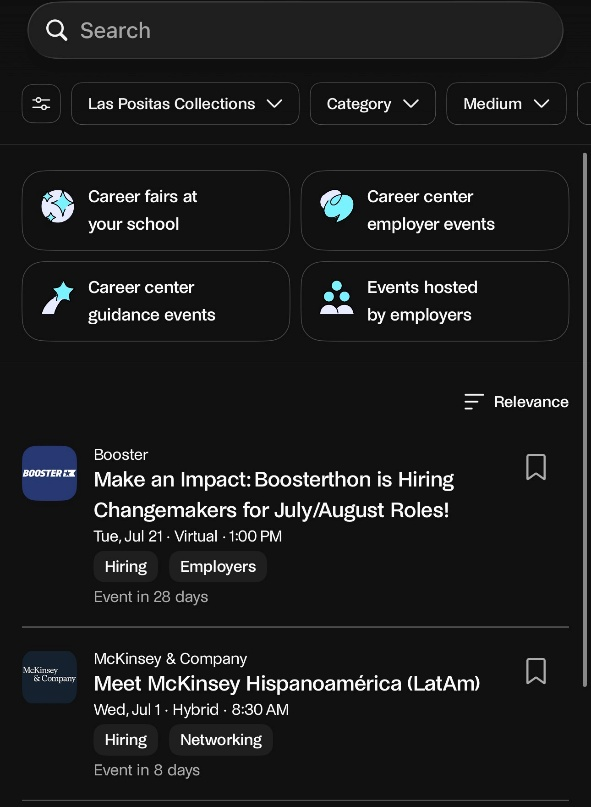 Search
Las Positas Collections
Category
Medium
Career fairs at
your school
Career center
employer events
Career center
guidance events
Events hosted
by employers
Relevance
BOOSTER
Booster
Make an Impact: Boosterthon is Hiring
Changemakers for July/August Roles!
Tue, Jul 21 · Virtual · 1:00 PM
Hiring
Employers
Event in 28 days
McKinsey
& Company
McKinsey & Company
Meet McKinsey Hispanoamérica (LatAm)
Wed, Jul 1 · Hybrid · 8:30 AM
Hiring
Networking
Event in 8 days